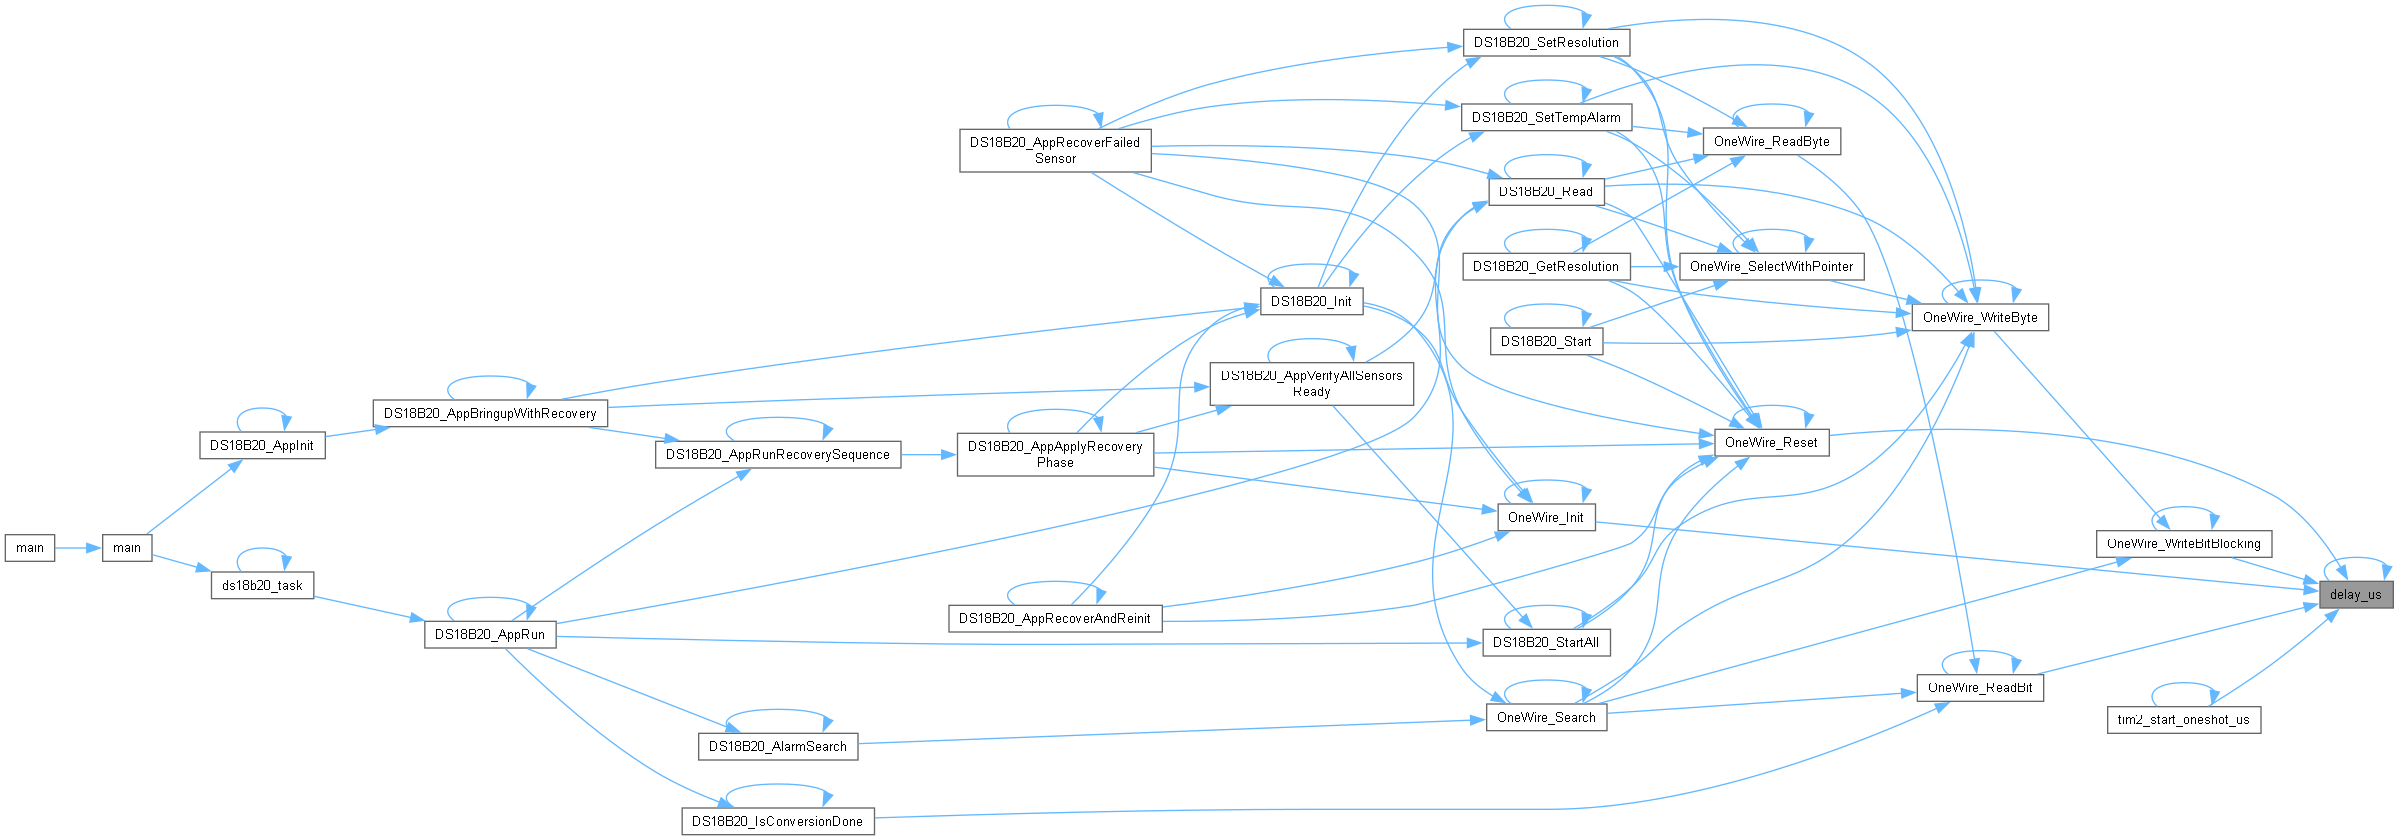 DS18B20_SetResolution
DS18B20_SetTempAlarm
OneWire_ReadByte
DS18B20_AppRecoverFailed
Sensor
DS18B20_Read
DS18B20_GetResolution
OneWire_SelectWithPointer
DS18B20_Init
OneWire_WriteByte
DS18B20_Start
DS18B20_AppVerifyAllSensors
Ready
DS18B20_AppBringupWithRecovery
DS18B20_AppInit
DS18B20_AppRunRecoverySequence
DS18B20_AppApplyRecovery
Phase
OneWire_Reset
OneWire_Init
main
main
OneWire_WriteBitBlocking
ds18b20_task
delay_us
DS18B20_AppRecoverAndReinit
DS18B20_AppRun
DS18B20_StartAll
OneWire_ReadBit
OneWire_Search
tim2_start_oneshot_us
DS18B20_AlarmSearch
DS18B20_IsConversionDone